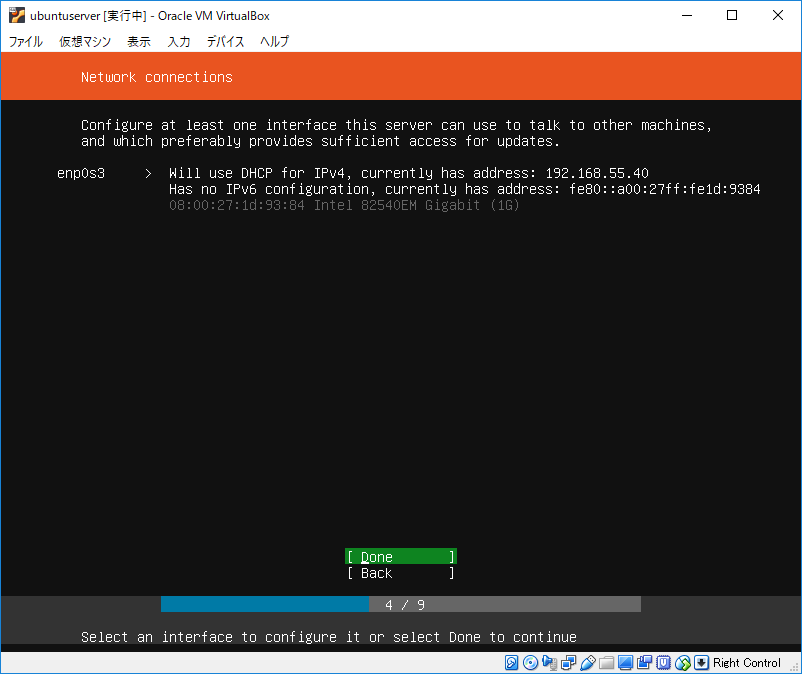 ubuntuserver [実行中] - Oracle VM VirtualBox
ファイル 仮想マシン 表示 入力 デバイス ヘルプ
Network connections
Configure at least one interface this server can use to talk to other machines,
and which preferably provides sufficient access for updates.
enp0s3 > Will use DHCP for IPv4, currently has address: 192.168.55.40
Has no IPv6 configuration, currently has address: fe80::a00:27ff:fe1d:9384
08:00:27:1d:93:84 Intel 82540EM Gigabit (1G)
[ Done ]
[ Back ]
4 / 9
Select an interface to configure it or select Done to continue
Right Control